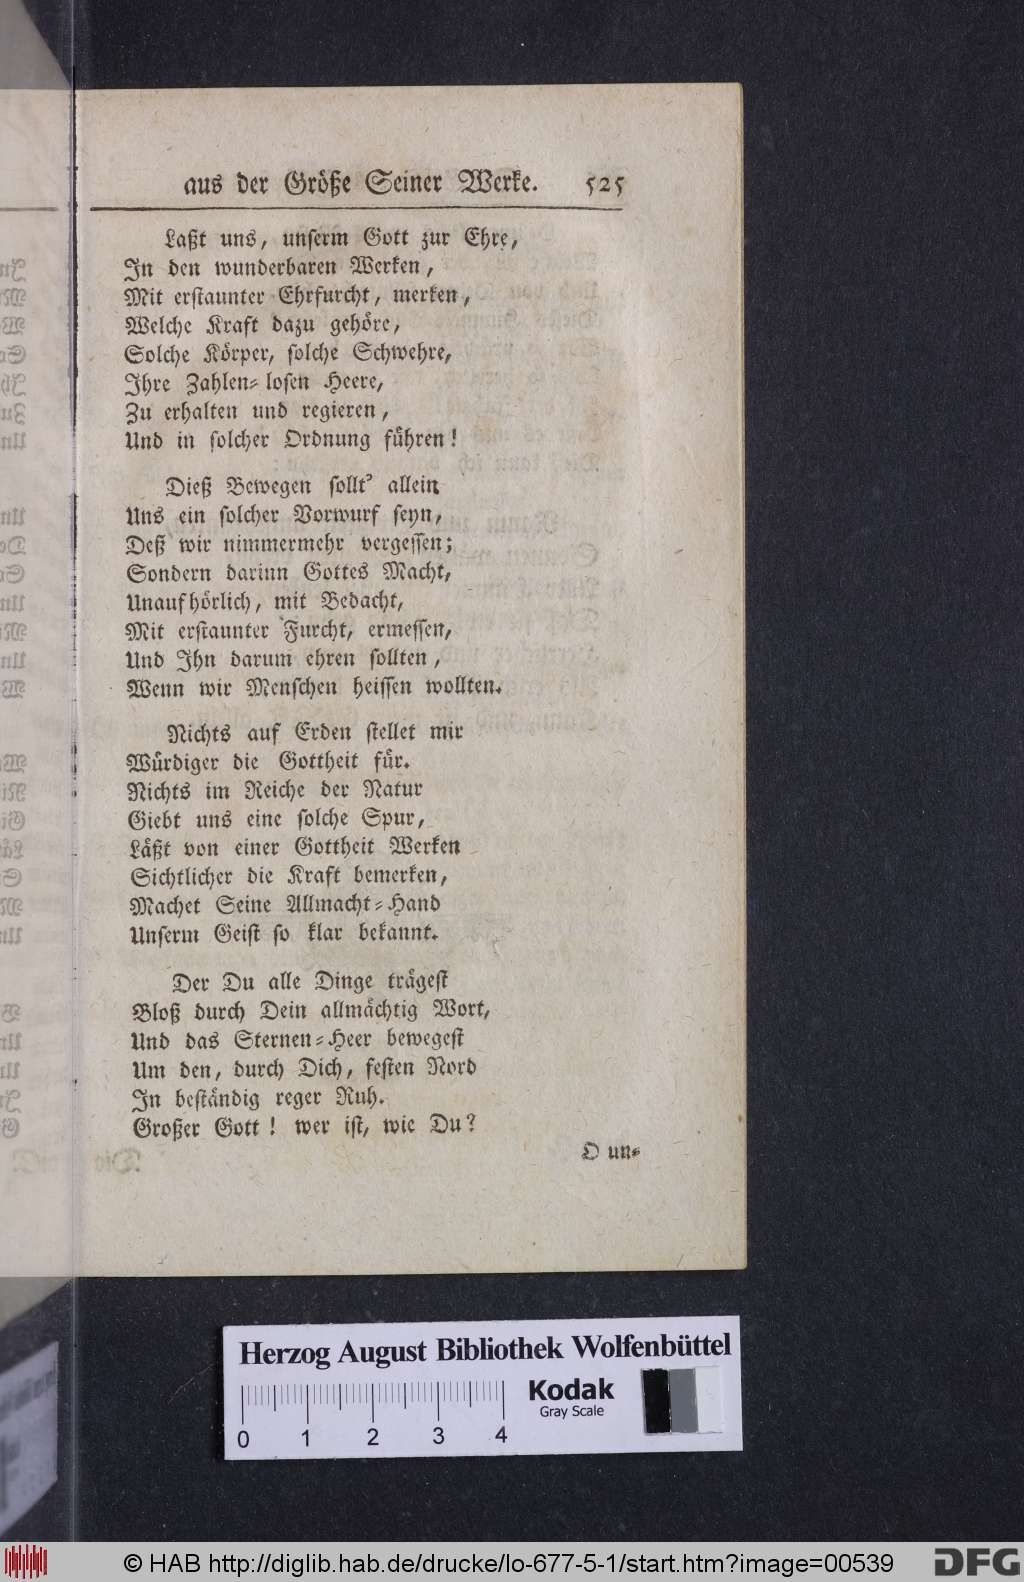 aus der Größe Seiner Werke. 525
Laßt uns, unserm Gott zur Ehre,
In den wunderbaren Werken,
Mit erstaunter Ehrfurcht, merken,
Welche Kraft dazu gehöre,
Solche Körper, solche Schwehre,
Ihre Zahlen-losen Heere,
Zu erhalten und regieren,
Und in solcher Ordnung führen!
Dieß Bewegen sollt' allein
Uns ein solcher Vorwurf seyn,
Deß wir nimmermehr vergessen;
Sondern darinn Gottes Macht,
Unaufhörlich, mit Bedacht,
Mit erstaunter Furcht, ermessen,
Und Ihn darum ehren sollten,
Wenn wir Menschen heissen wollten.
Nichts auf Erden stellet mir
Würdiger die Gottheit für.
Nichts im Reiche der Natur
Giebt uns eine solche Spur,
Läßt von einer Gottheit Werken
Sichtlicher die Kraft bemerken,
Machet Seine Allmacht-Hand
Unserm Geist so klar bekannt.
Der Du alle Dinge trägest
Bloß durch Dein allmächtig Wort,
Und das Sternen-Heer bewegest
Um den, durch Dich, festen Nord
In beständig reger Ruh.
Großer Gott! wer ist, wie Du?
O un-
Herzog August Bibliothek Wolfenbüttel
Kodak
Gray Scale
0 1 2 3 4
© HAB http://diglib.hab.de/drucke/lo-677-5-1/start.htm?image=00539
DFG